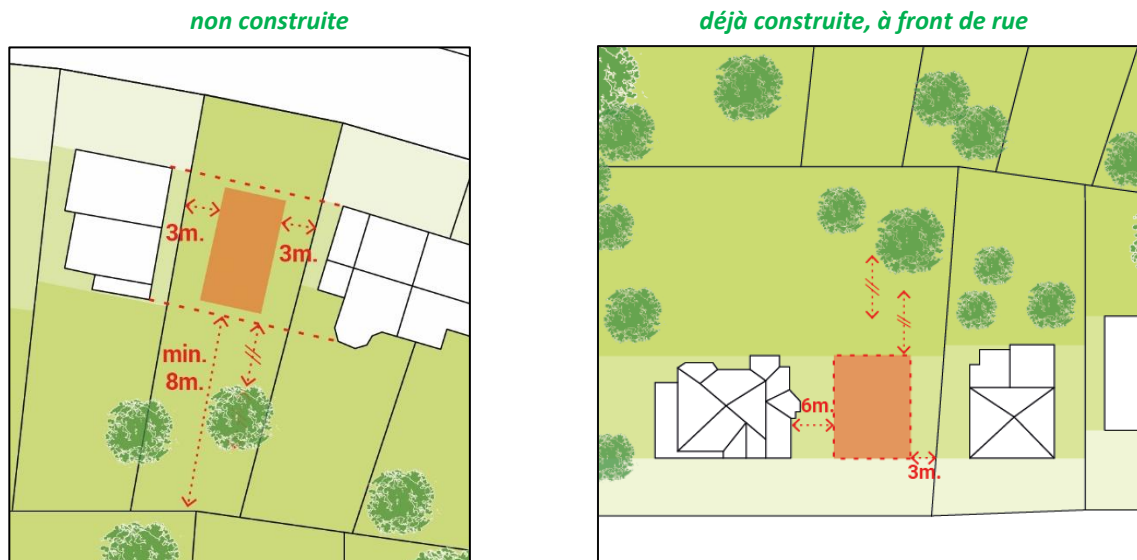 non construite
déjà construite, à front de rue
3m.
3m.
min.
8m.
6m.
3m.